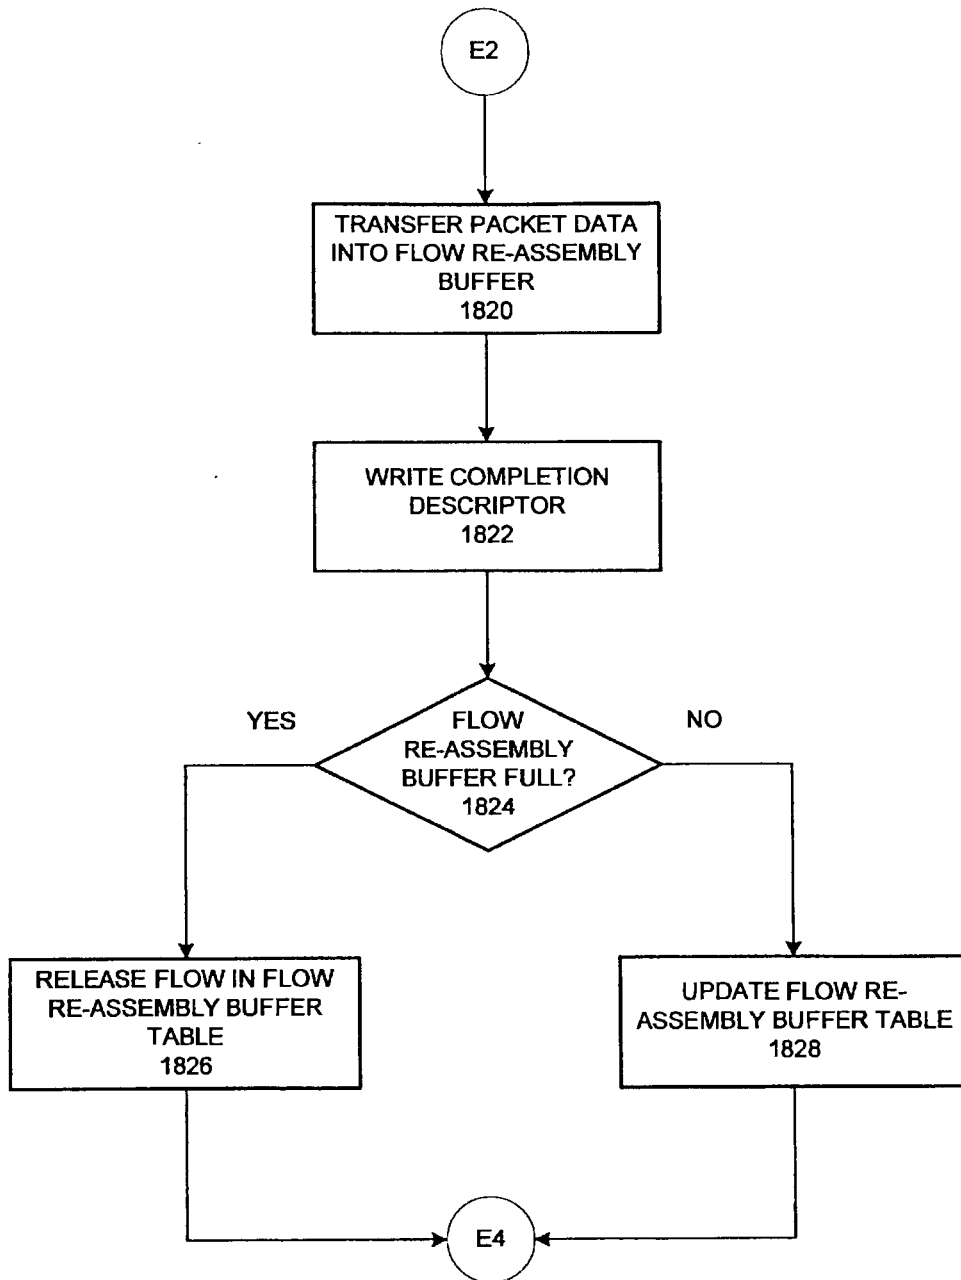 E2
TRANSFER PACKET DATA
INTO FLOW RE-ASSEMBLY
BUFFER
1820
WRITE COMPLETION
DESCRIPTOR
1822
YES
NO
FLOW
RE-ASSEMBLY
BUFFER FULL?
1824
RELEASE FLOW IN FLOW
RE-ASSEMBLY BUFFER
TABLE
1826
UPDATE FLOW RE-
ASSEMBLY BUFFER TABLE
1828
E4